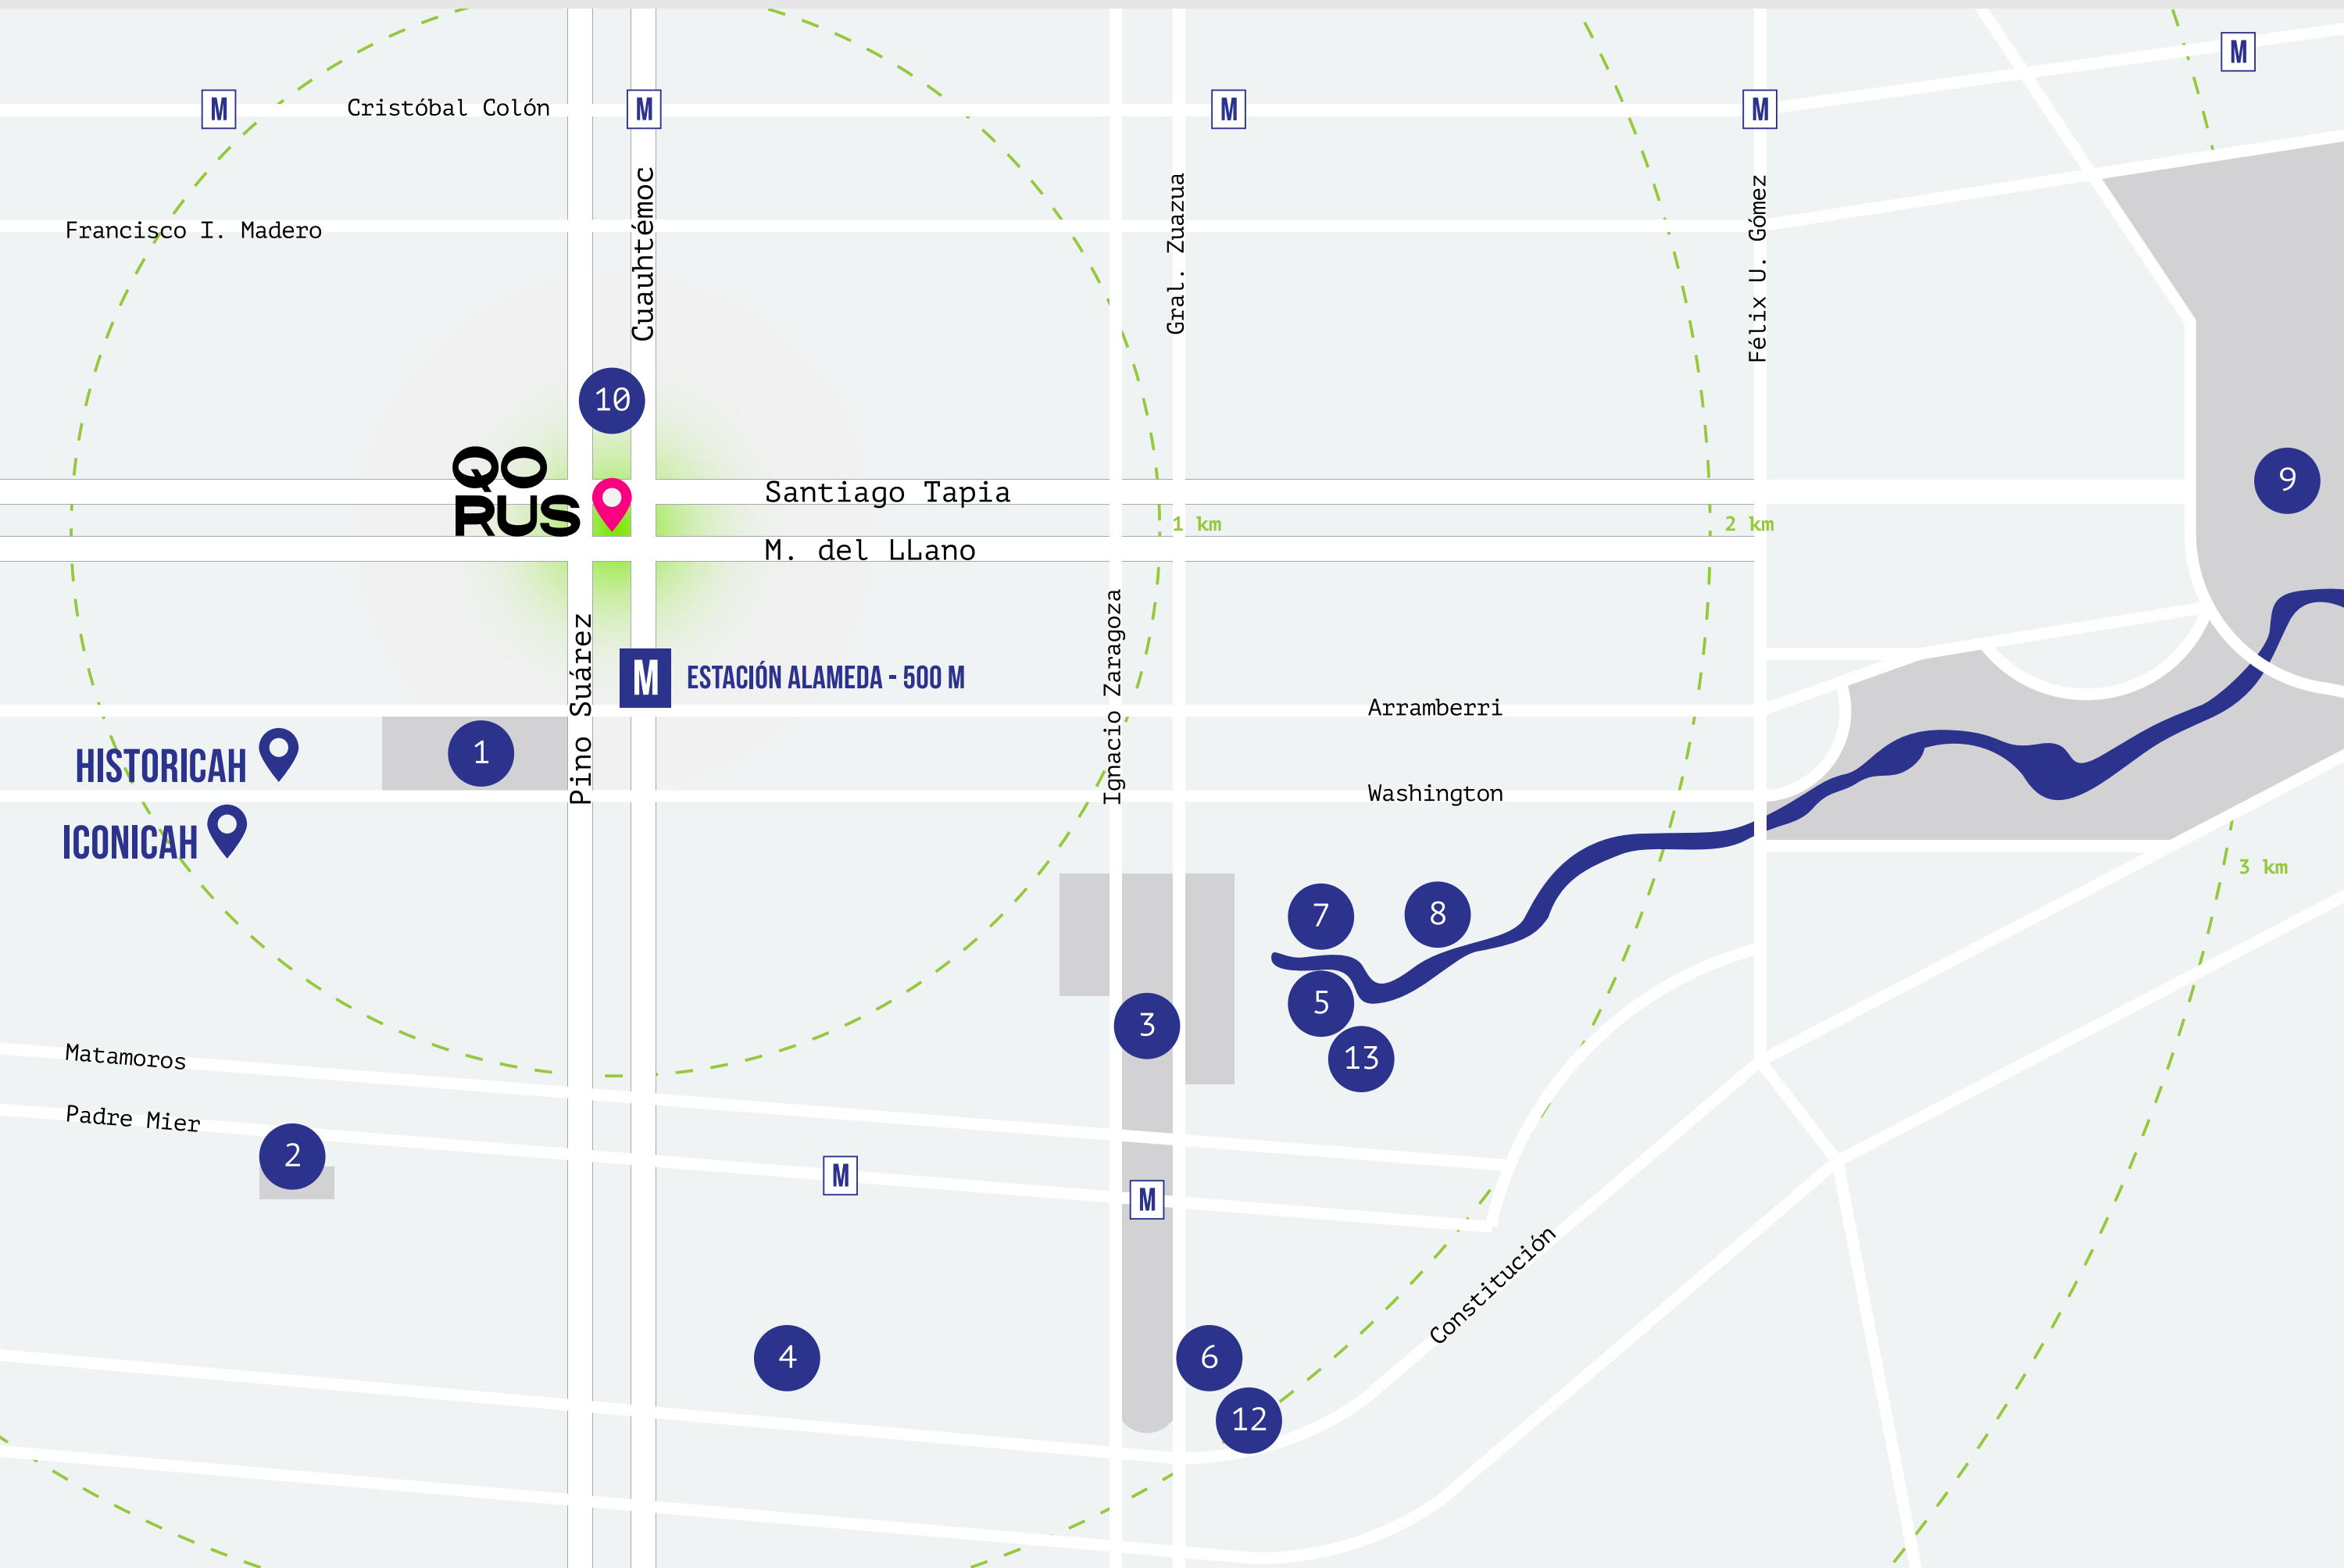 M
Cristóbal Colón
M
M
M
M
Francisco I. Madero
Cuauhtémoc
Gral. Zuazua
Félix U. Gómez
10
QO
RUS
Santiago Tapia
9
1 km
2 km
M. del LLano
Pino Suárez
Ignacio Zaragoza
M
ESTACIÓN ALAMEDA - 500 M
Arramberri
HISTORICAH
1
Washington
ICONICAH
3 km
7
8
5
3
13
Matamoros
Padre Mier
2
M
M
Constitución
4
6
12